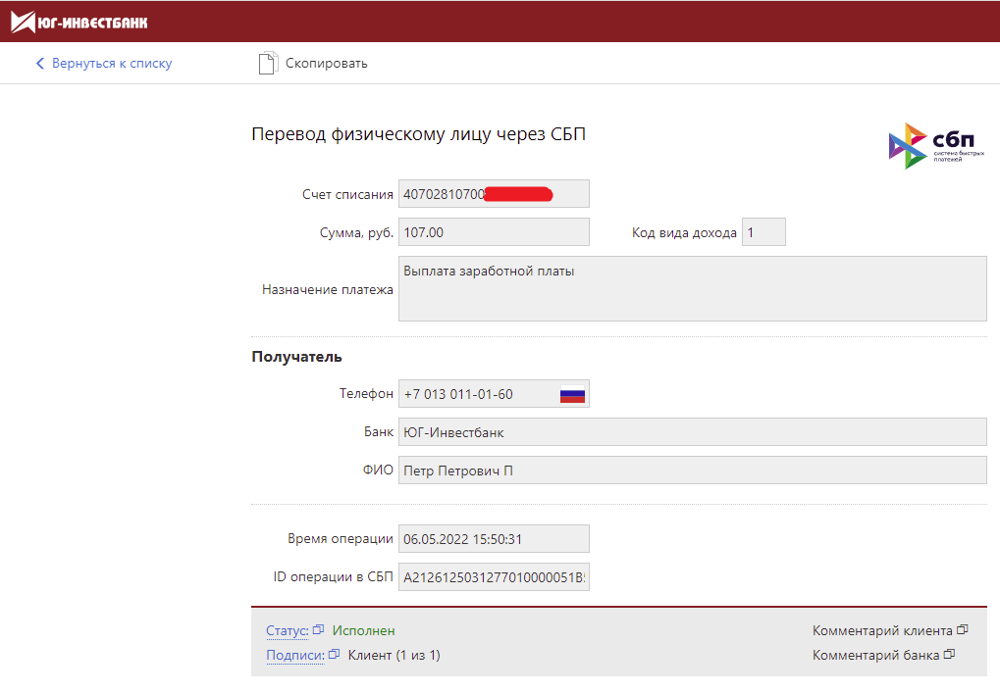 ЮГ-ИНВЕСТБАНК
Вернуться к списку
Скопировать
Перевод физическому лицу через СБП
сбп
система быстрых
платежей
Счет списания 40702810700
Сумма, руб. 107.00 Код вида дохода 1
Назначение платежа Выплата заработной платы
Получатель
Телефон +7 013 011-01-60
Банк ЮГ-Инвестбанк
ФИО Петр Петрович П
Время операции 06.05.2022 15:50:31
ID операции в СБП A2126125031277010000051B
Статус: Исполнен Комментарий клиента
Подписи: Клиент (1 из 1) Комментарий банка